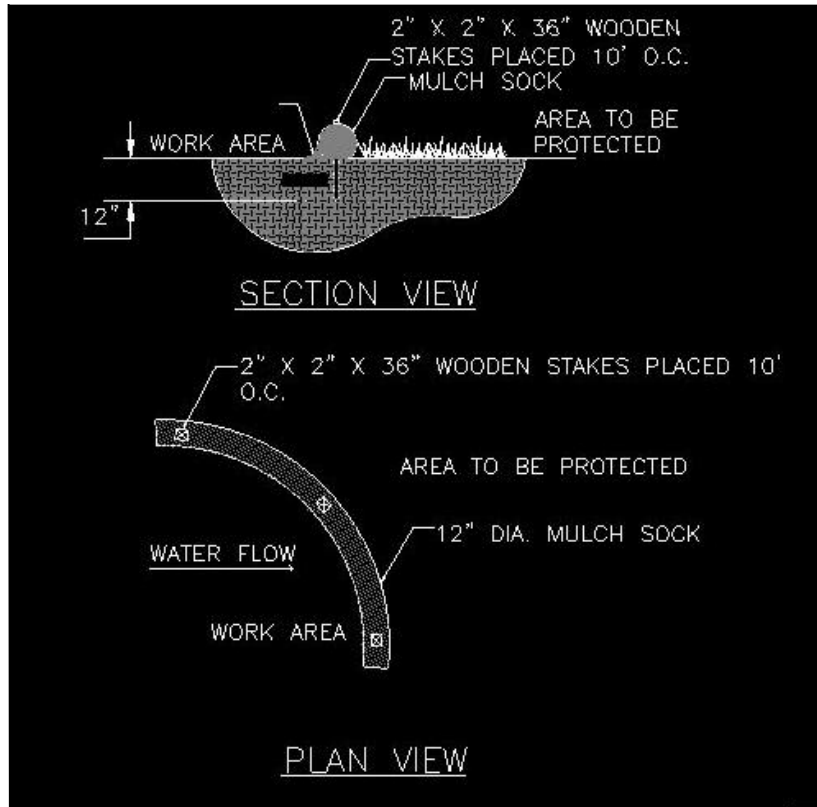 2" X 2" X 36" WOODEN
STAKES PLACED 10' O.C.
MULCH SOCK
WORK AREA
AREA TO BE
PROTECTED
12"
SECTION VIEW
2" X 2" X 36" WOODEN STAKES PLACED 10'
O.C.
AREA TO BE PROTECTED
12" DIA. MULCH SOCK
WATER FLOW
WORK AREA
PLAN VIEW